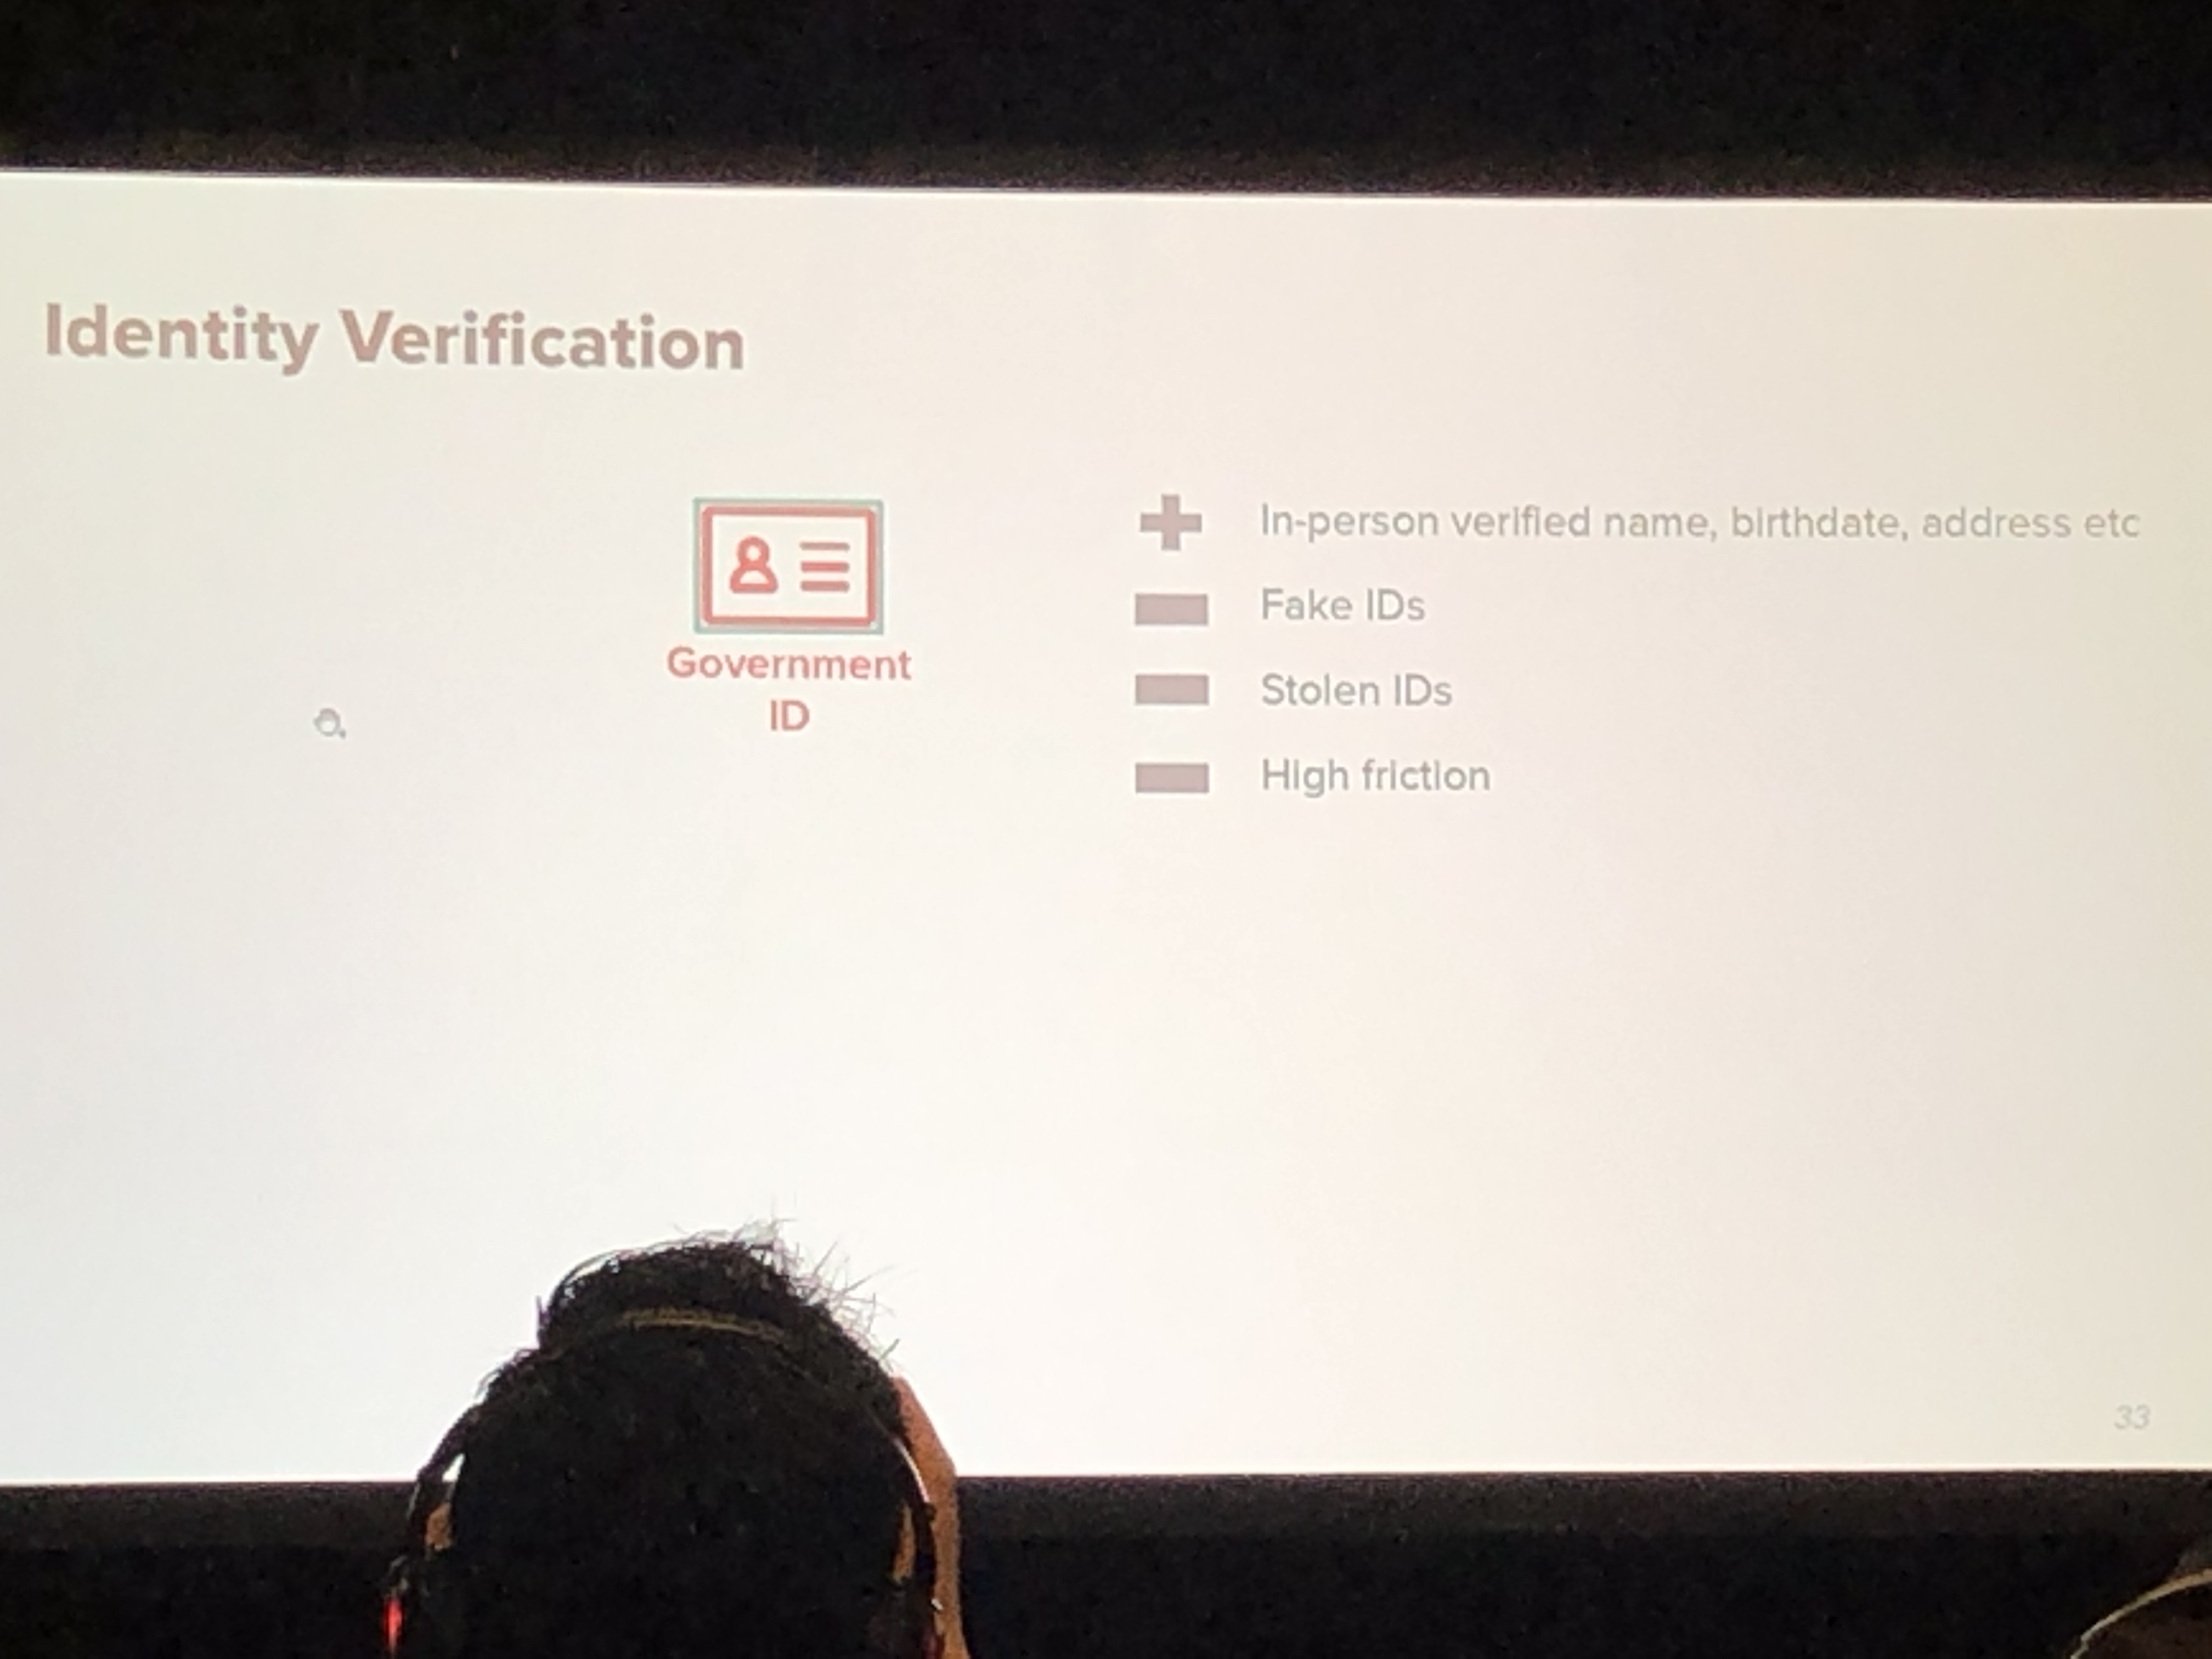 Identity Verification
Government
ID
In-person verified name, birthdate, address etc
Fake IDs
Stolen IDs
High friction
33